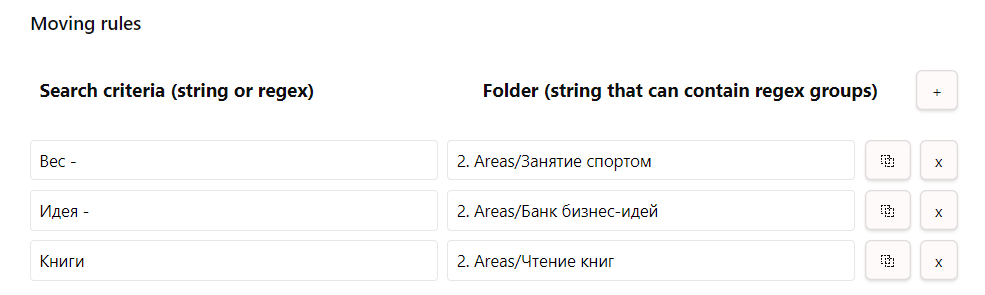 Moving rules
Search criteria (string or regex) Folder (string that can contain regex groups) +
Вес - 2. Areas/Занятие спортом x
Идея - 2. Areas/Банк бизнес-идей x
Книги 2. Areas/Чтение книг x